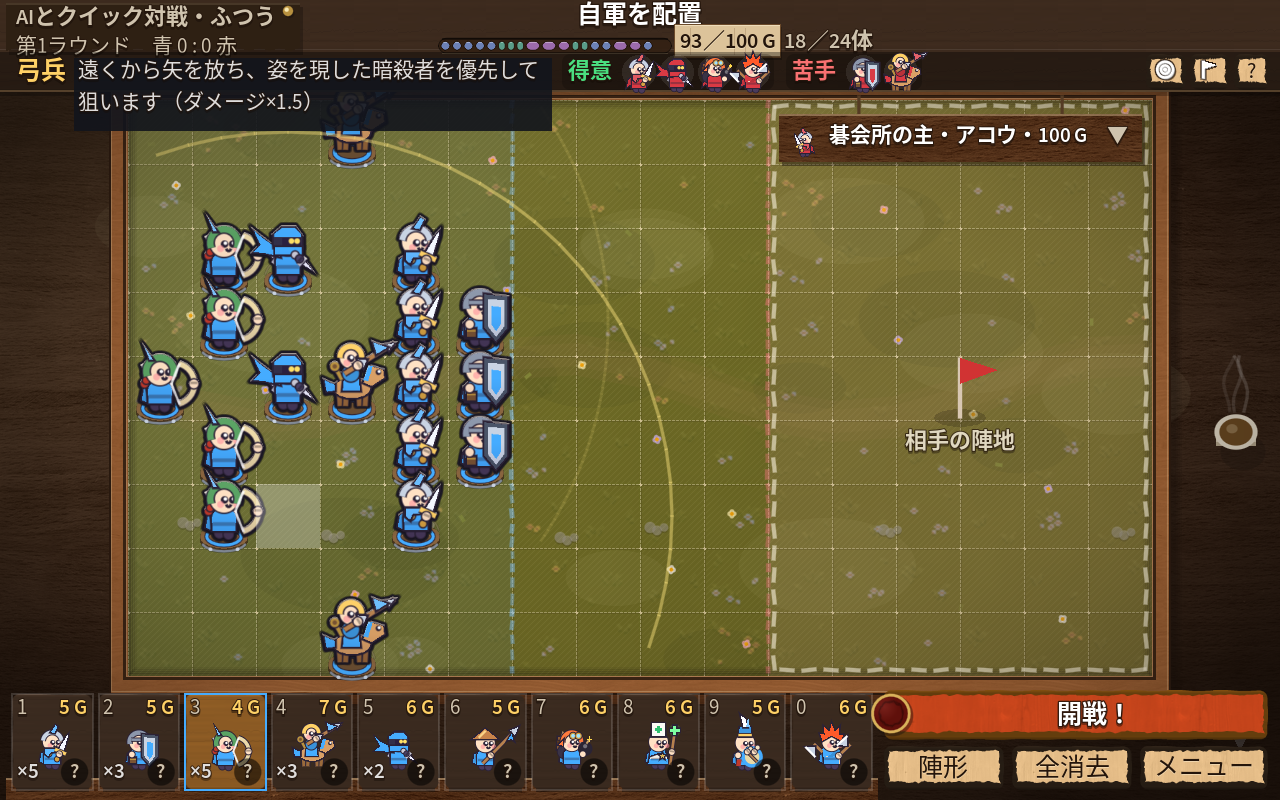 AIとクイック対戦・ふつう
第1ラウンド 青 0 : 0 赤
自軍を配置
93／100 G
18／24体
弓兵
遠くから矢を放ち、姿を現した暗殺者を優先して
狙います（ダメージ×1.5）
得意
苦手
?
碁会所の主・アコウ・100 G ▼
相手の陣地
1 5 G
×5 ?
2 5 G
×3 ?
3 4 G
×5 ?
4 7 G
×3 ?
5 6 G
×2 ?
6 5 G
?
7 6 G
?
8 6 G
?
9 5 G
?
0 6 G
?
開戦！
陣形
全消去
メニュー